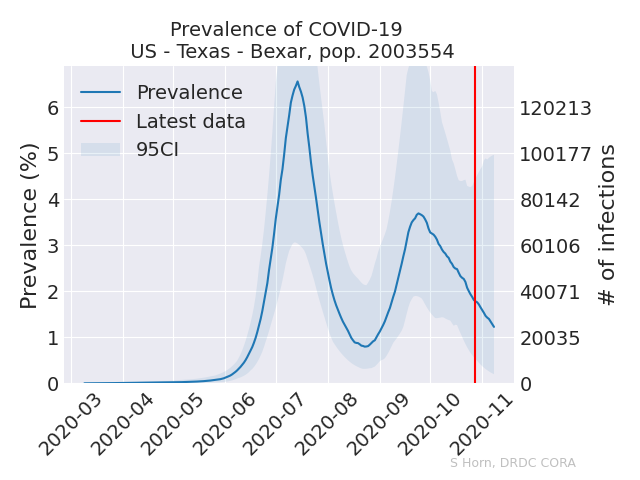 Prevalence of COVID-19
US - Texas - Bexar, pop. 2003554
Prevalence
Latest data
95CI
Prevalence (%)
6
5
4
3
2
1
0
120213
100177
80142
60106
40071
20035
0
# of infections
2020-03
2020-04
2020-05
2020-06
2020-07
2020-08
2020-09
2020-10
2020-11
S Horn, DRDC CORA